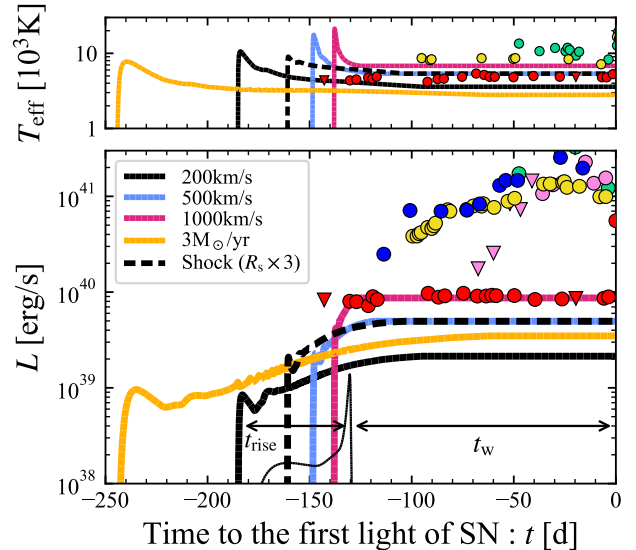 T_eff [10^3K]
10
1
200km/s
500km/s
1000km/s
3M_⊙/yr
Shock (R_s × 3)
L [erg/s]
10^41
10^40
10^39
10^38
t_rise
t_w
−250 −200 −150 −100 −50 0
Time to the first light of SN : t [d]